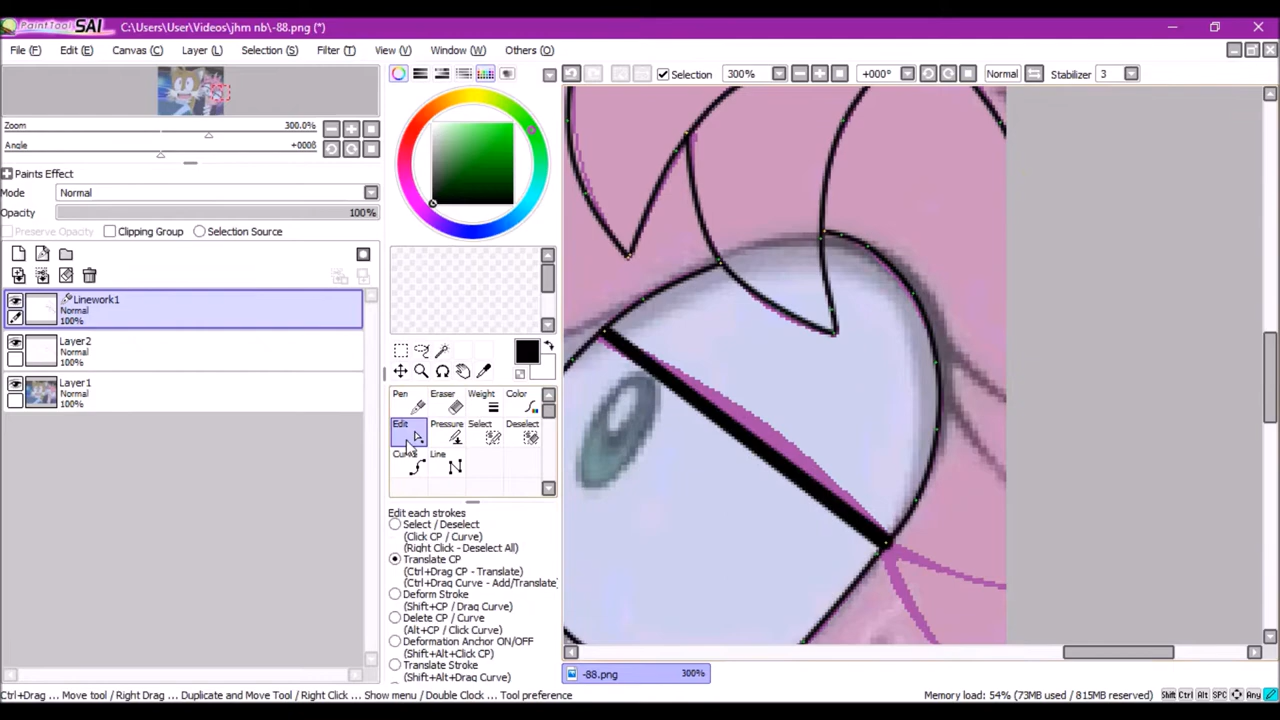 PaintTool SAI C:\Users\User\Videos\jhm nb\-88.png (*)
File (F) Edit (E) Canvas (C) Layer (L) Selection (S) Filter (T) View (V) Window (W) Others (O)
Selection 300% +000° Normal Stabilizer 3
Zoom 300.0%
Angle +000θ
Paints Effect
Mode Normal
Opacity 100%
Preserve Opacity Clipping Group Selection Source
Linework1
Normal
100%
Layer2
Normal
100%
Layer1
Normal
100%
Pen Eraser Weight Color
Edit Pressure Select Deselect
Curve Line
Edit each strokes
Select / Deselect
(Click CP / Curve)
(Right Click - Deselect All)
Translate CP
(Ctrl+Drag CP - Translate)
(Ctrl+Drag Curve - Add/Translate)
Deform Stroke
(Shift+CP / Drag Curve)
Delete CP / Curve
(Alt+CP / Click Curve)
Deformation Anchor ON/OFF
(Shift+Alt+Click CP)
Translate Stroke
(Shift+Alt+Drag Curve)
-88.png 300%
Ctrl+Drag ... Move tool / Right Drag ... Duplicate and Move Tool / Right Click ... Show menu / Double Clock ... Tool preference
Memory load: 54% (73MB used / 815MB reserved) Shift Ctrl Alt SPC Any